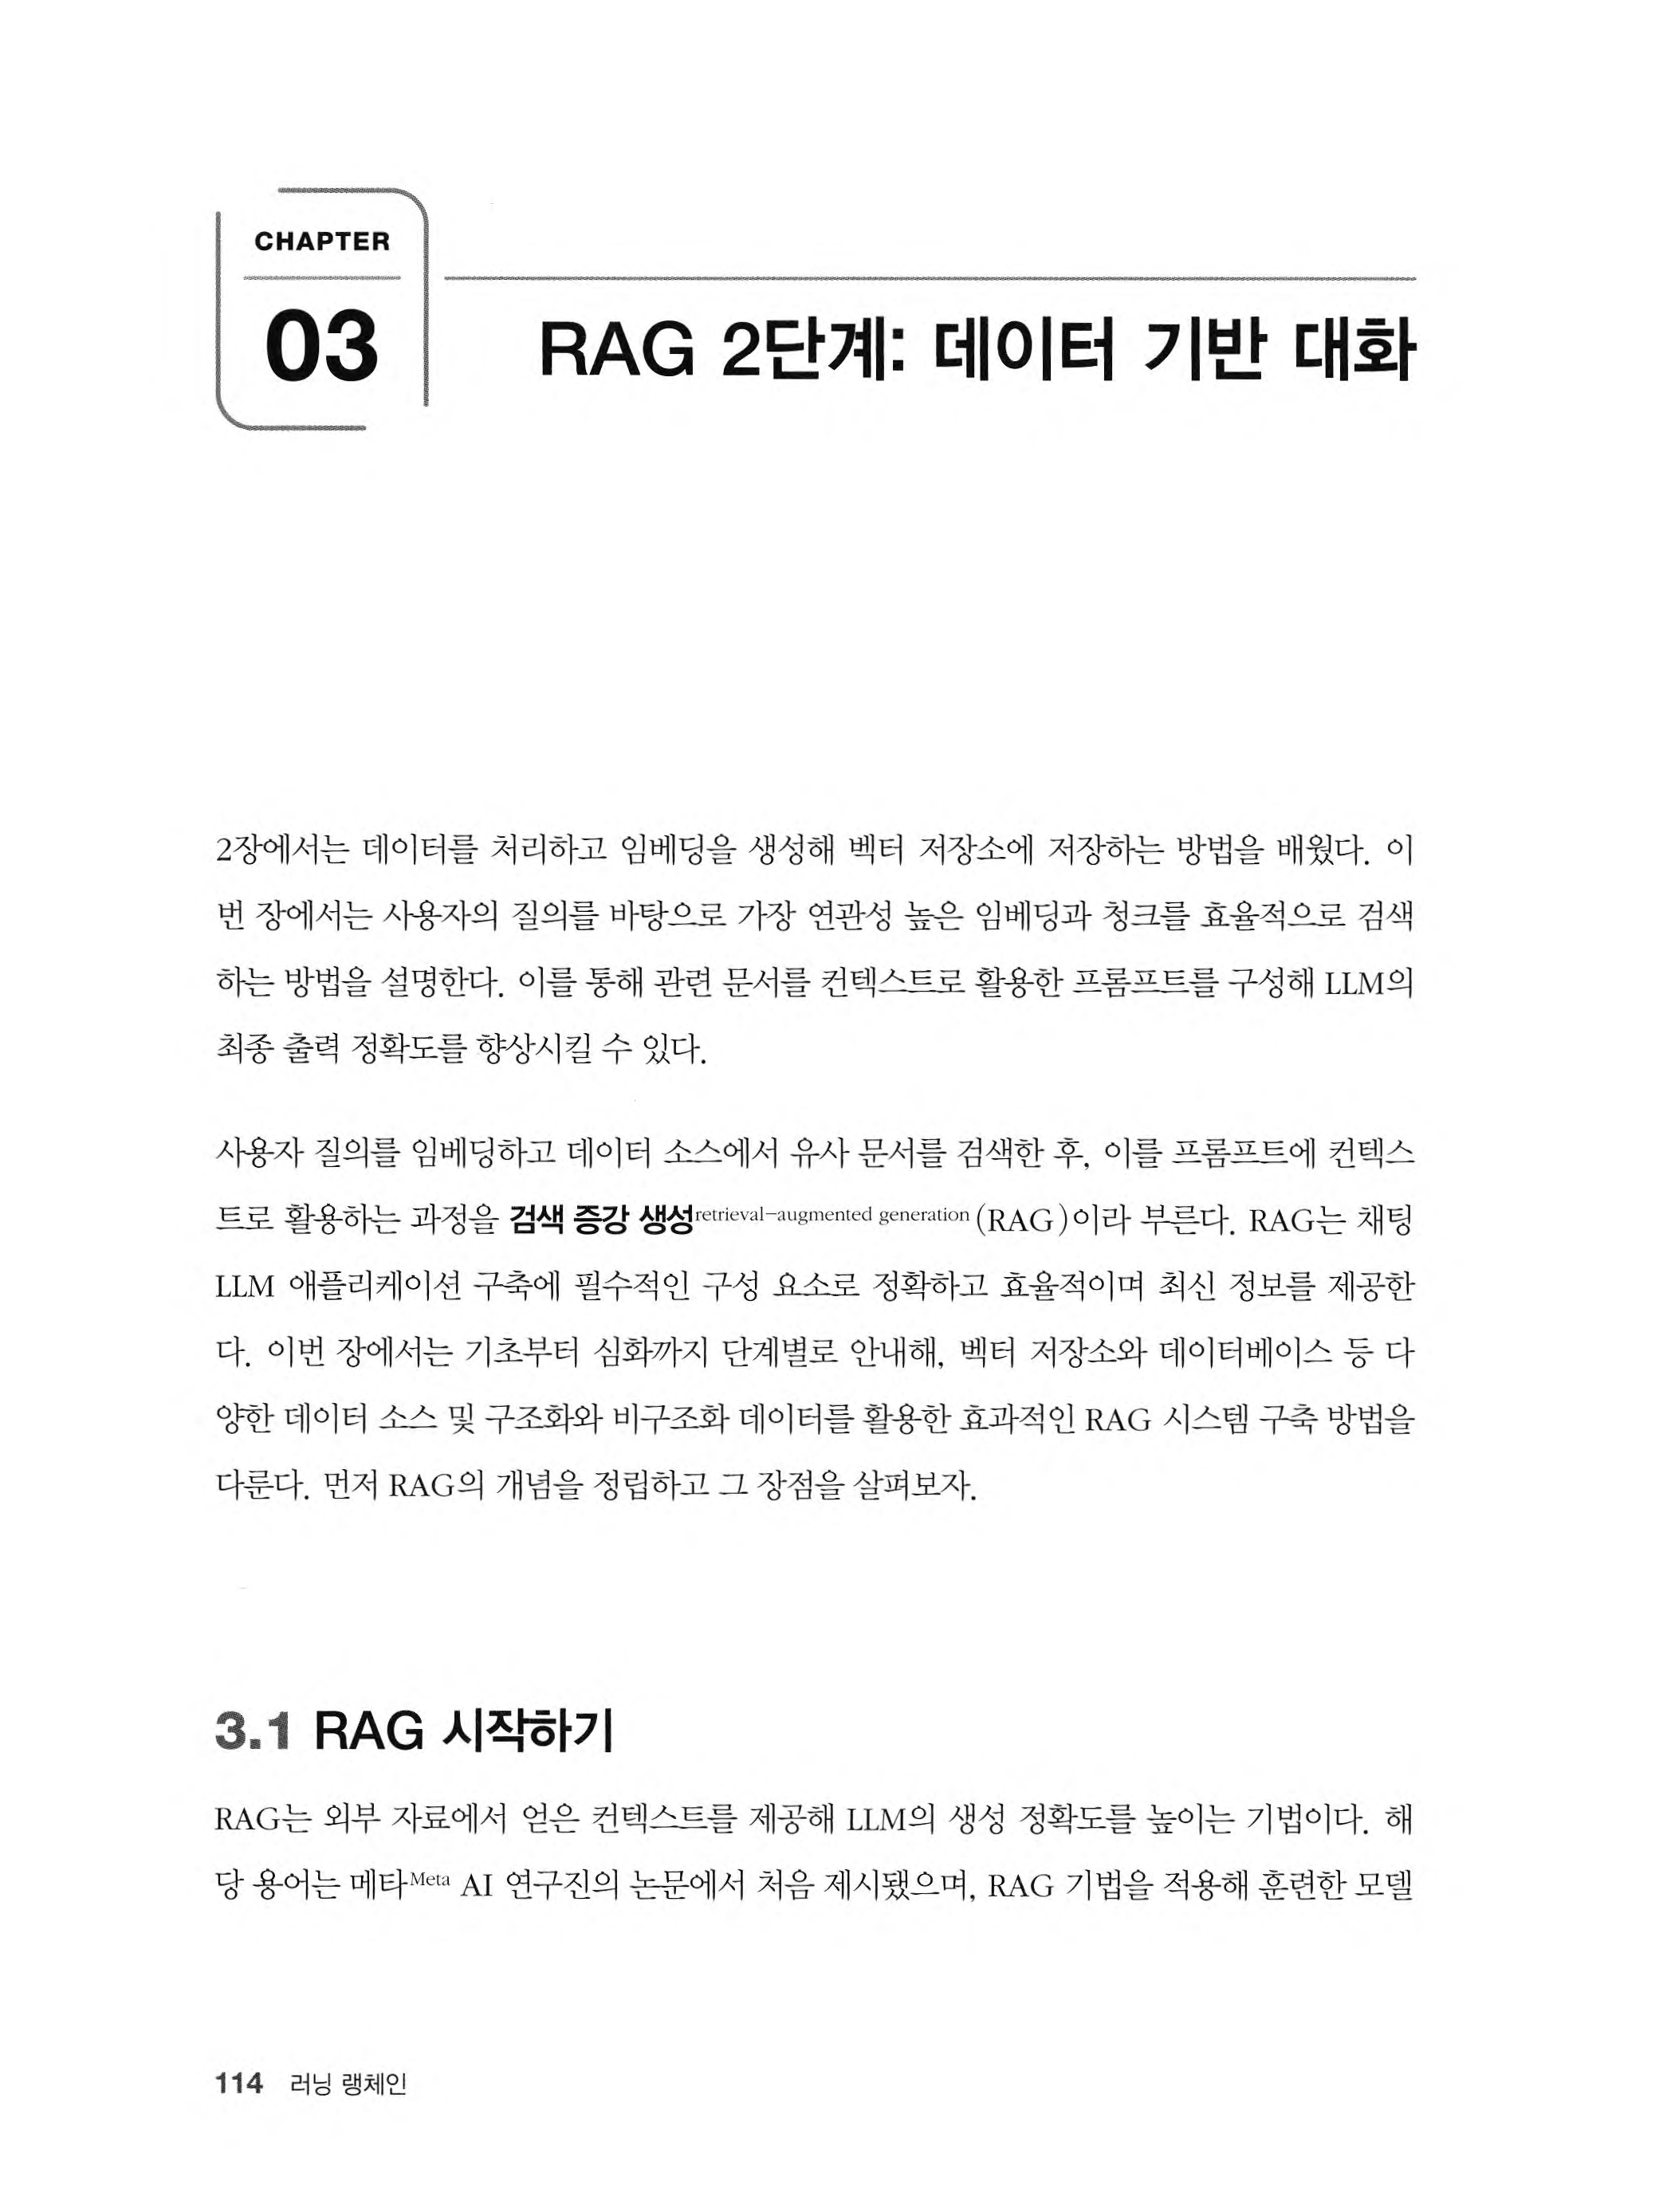 CHAPTER
03
RAG 2단계: 데이터 기반 대화
2장에서는 데이터를 처리하고 임베딩을 생성해 벡터 저장소에 저장하는 방법을 배웠다. 이
번 장에서는 사용자의 질의를 바탕으로 가장 연관성 높은 임베딩과 청크를 효율적으로 검색
하는 방법을 설명한다. 이를 통해 관련 문서를 컨텍스트로 활용한 프롬프트를 구성해 LLM의
최종 출력 정확도를 향상시킬 수 있다.
사용자 질의를 임베딩하고 데이터 소스에서 유사 문서를 검색한 후, 이를 프롬프트에 컨텍스
트로 활용하는 과정을 검색 증강 생성retrieval-augmented generation(RAG)이라 부른다. RAG는 채팅
LLM 애플리케이션 구축에 필수적인 구성 요소로 정확하고 효율적이며 최신 정보를 제공한
다. 이번 장에서는 기초부터 심화까지 단계별로 안내해, 벡터 저장소와 데이터베이스 등 다
양한 데이터 소스 및 구조화와 비구조화 데이터를 활용한 효과적인 RAG 시스템 구축 방법을
다룬다. 먼저 RAG의 개념을 정립하고 그 장점을 살펴보자.
3.1 RAG 시작하기
RAG는 외부 자료에서 얻은 컨텍스트를 제공해 LLM의 생성 정확도를 높이는 기법이다. 해
당 용어는 메타Meta AI 연구진의 논문에서 처음 제시됐으며, RAG 기법을 적용해 훈련한 모델
114 러닝 랭체인